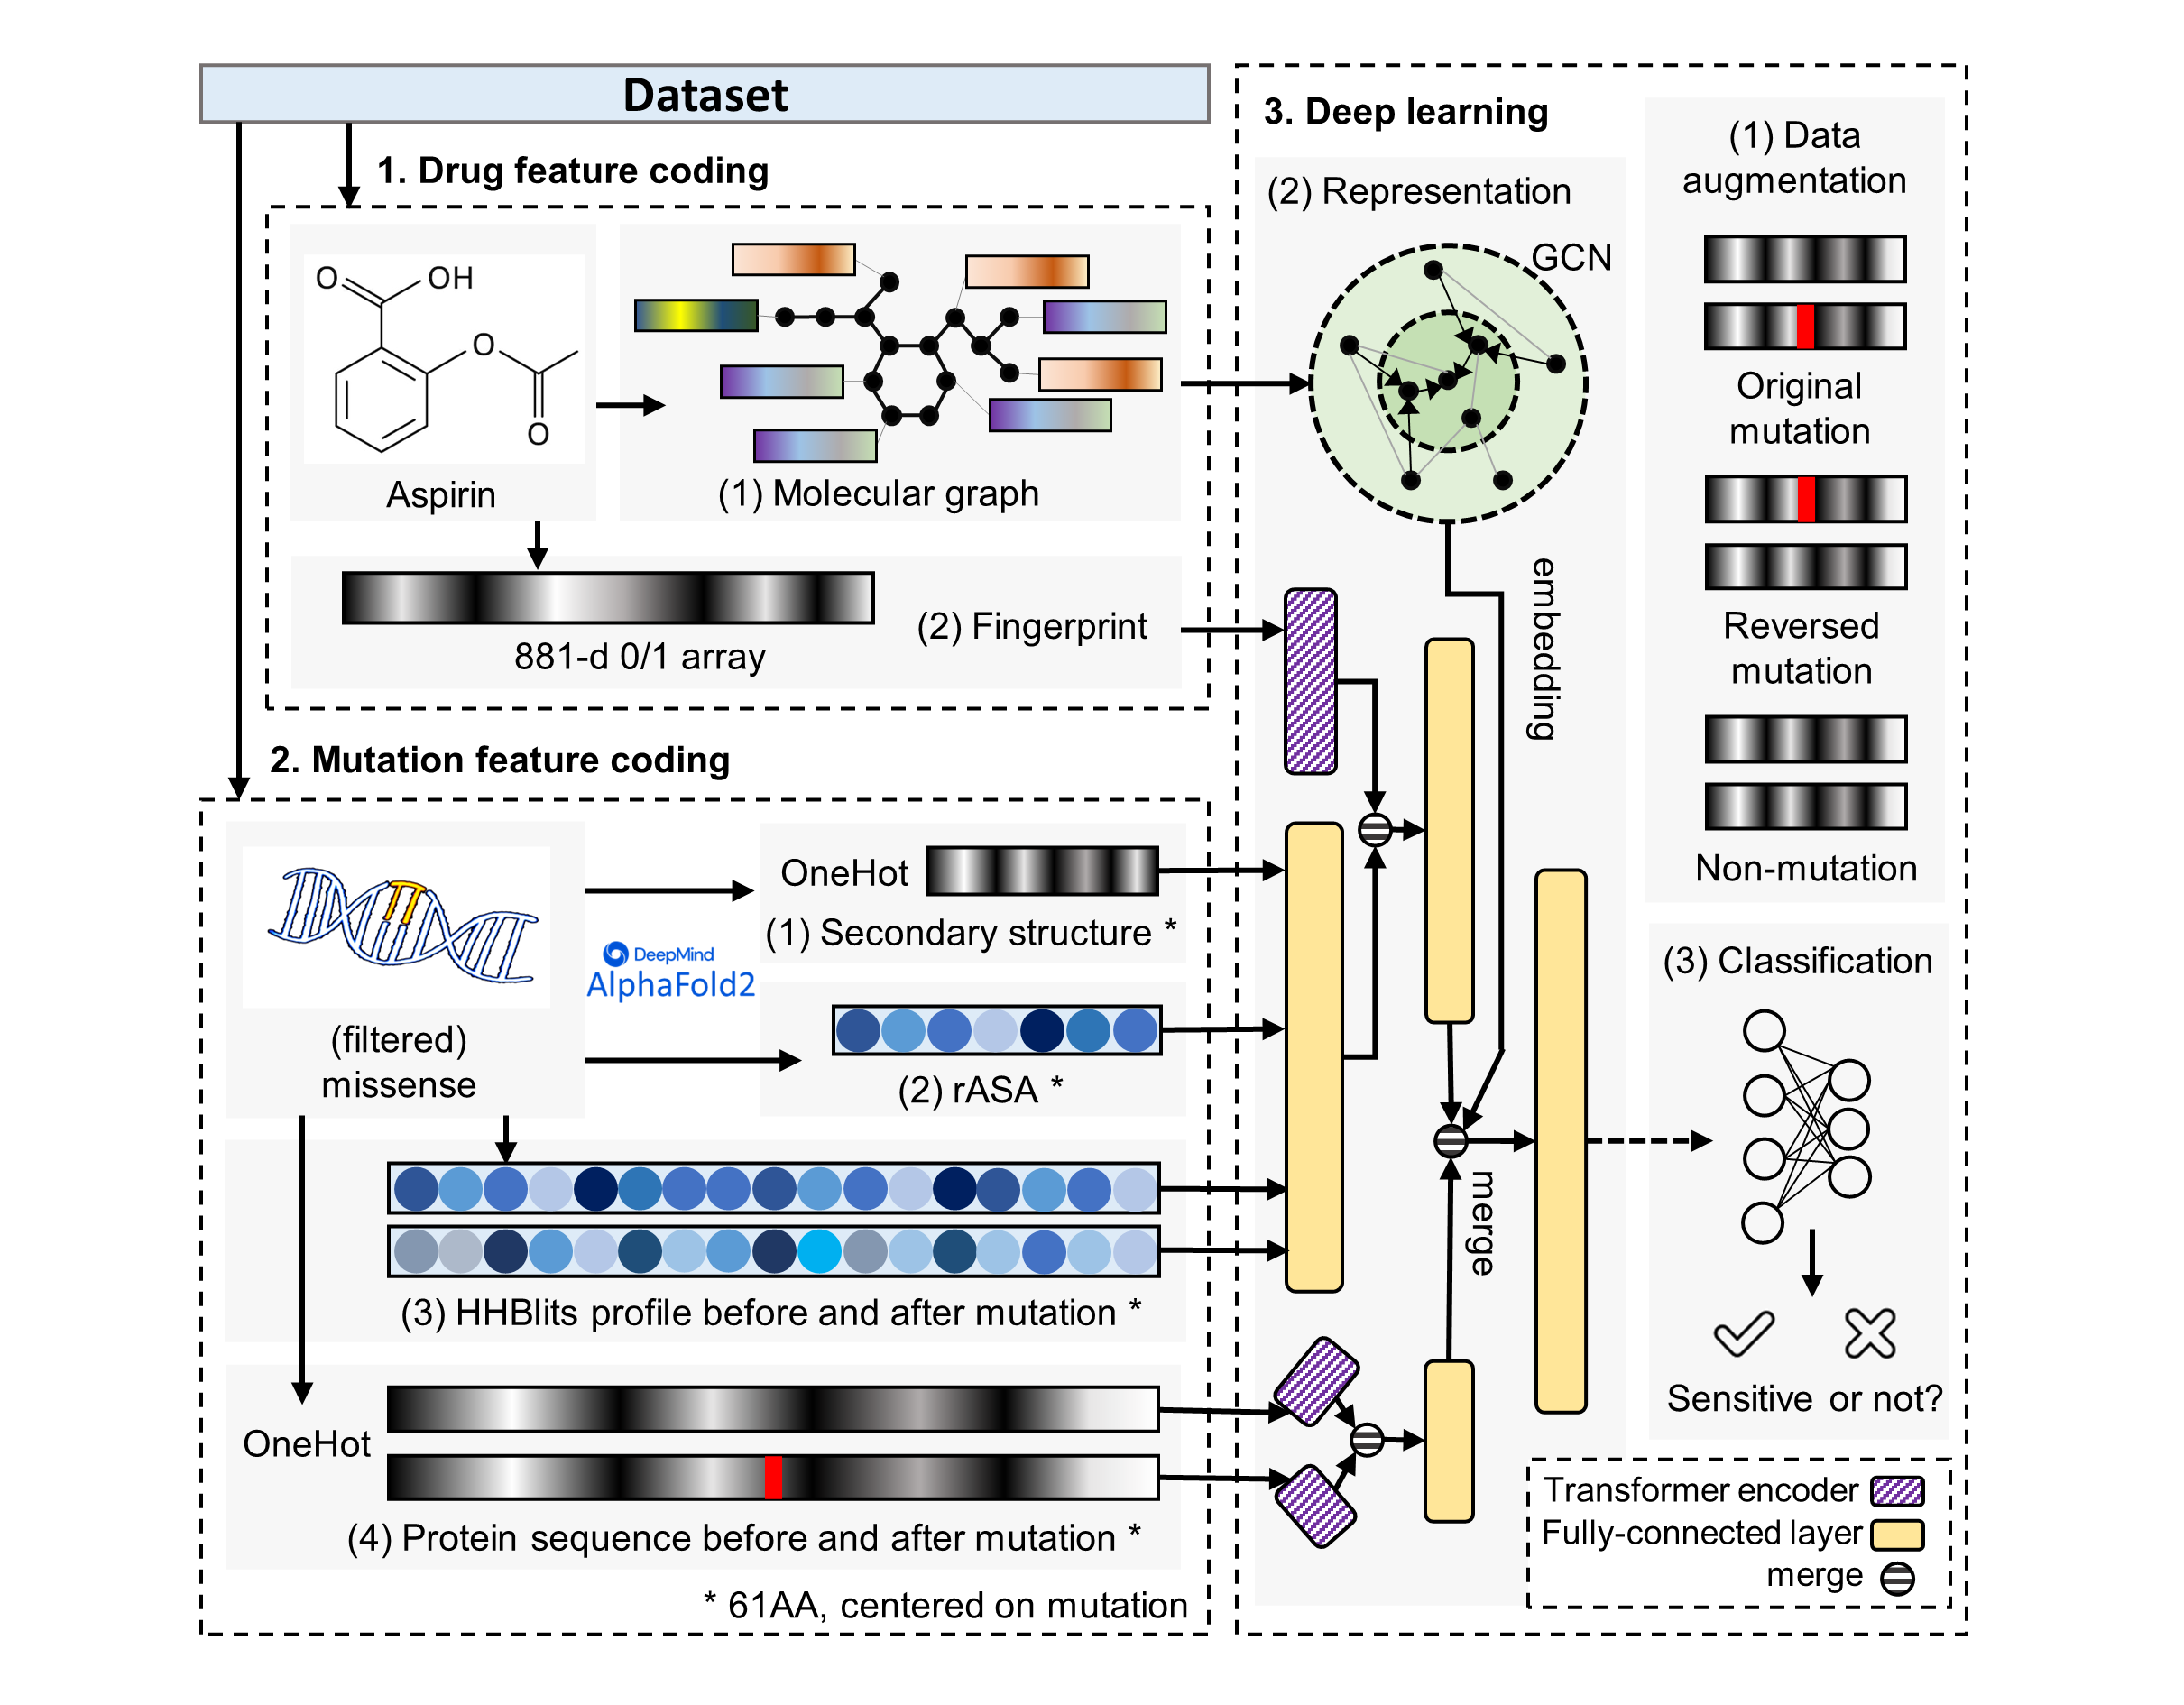 Dataset
1. Drug feature coding
O
OH
O
O
Aspirin
(1) Molecular graph
881-d 0/1 array
(2) Fingerprint
2. Mutation feature coding
(filtered)
missense
DeepMind
AlphaFold2
OneHot
(1) Secondary structure *
(2) rASA *
(3) HHBlits profile before and after mutation *
OneHot
(4) Protein sequence before and after mutation *
* 61AA, centered on mutation
3. Deep learning
(2) Representation
GCN
embedding
merge
(1) Data
augmentation
Original
mutation
Reversed
mutation
Non-mutation
(3) Classification
Sensitive or not?
Transformer encoder
Fully-connected layer
merge